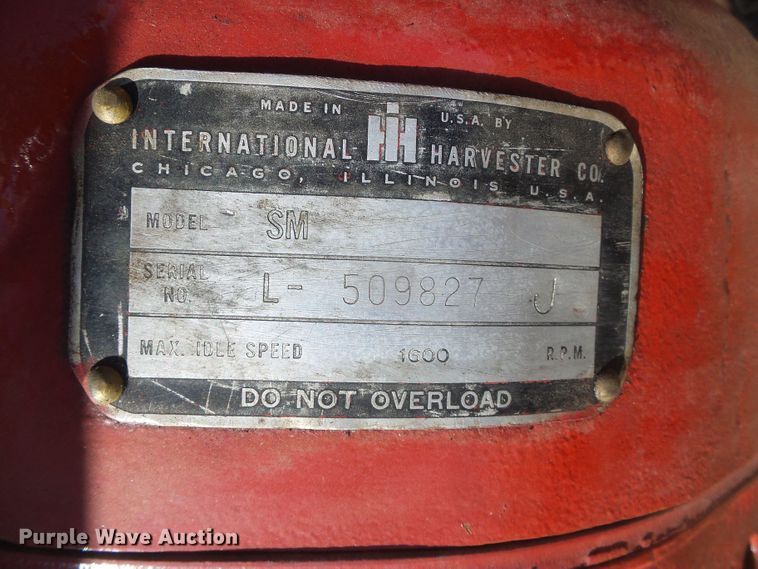 MADE IN U.S.A. BY
INTERNATIONAL IH HARVESTER CO.
CHICAGO, ILLINOIS U.S.A.
MODEL SM
SERIAL NO. L- 509827 J
MAX. IDLE SPEED 1600 R.P.M.
DO NOT OVERLOAD
Purple Wave Auction